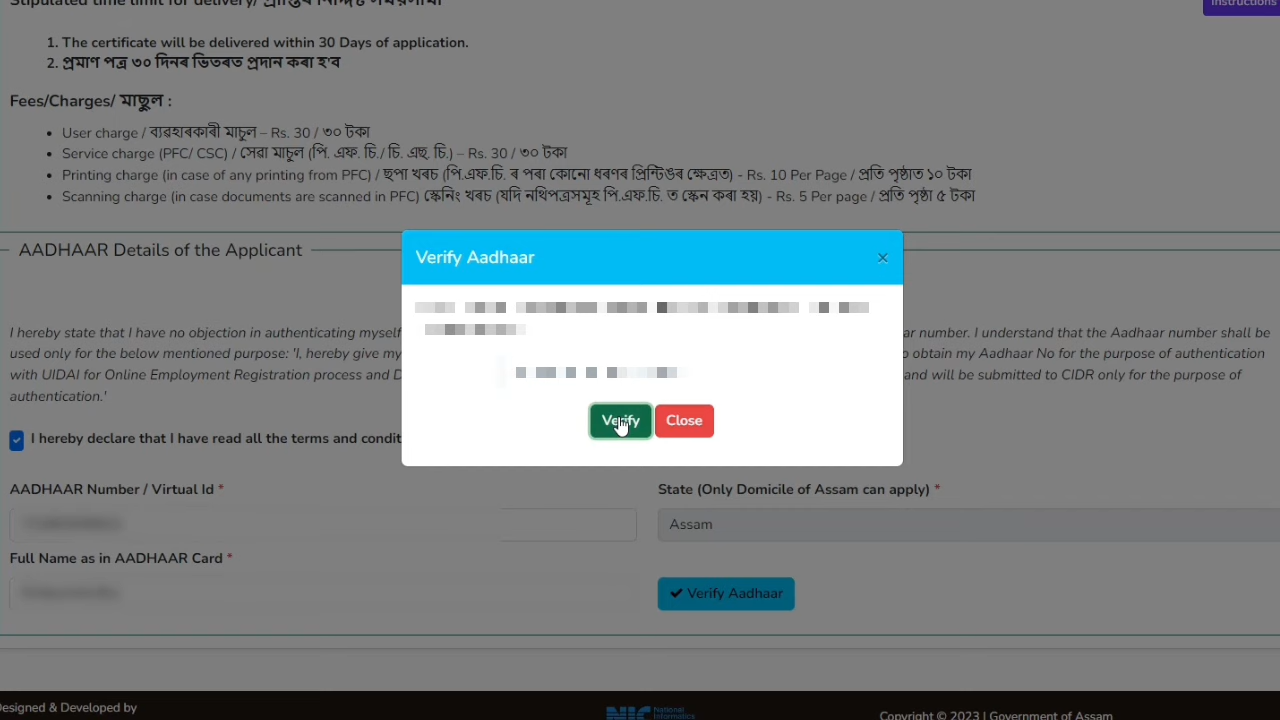 Stipulated time limit for delivery/ প্ৰাপ্তিৰ নিৰ্দিষ্ট সময়সীমা
Instructions
1. The certificate will be delivered within 30 Days of application.
2. প্ৰমাণ পত্ৰ ৩০ দিনৰ ভিতৰত প্ৰদান কৰা হ'ব
Fees/Charges/ মাছুল :
• User charge / ব্যৱহাৰকাৰী মাচুল – Rs. 30 / ৩০ টকা
• Service charge (PFC/ CSC) / সেৱা মাচুল (পি. এফ. চি./ চি. এছ. চি.) – Rs. 30 / ৩০ টকা
• Printing charge (in case of any printing from PFC) / ছপা খৰচ (পি.এফ.চি. ৰ পৰা কোনো ধৰণৰ প্ৰিন্টিঙৰ ক্ষেত্ৰত) - Rs. 10 Per Page / প্ৰতি পৃষ্ঠাত ১০ টকা
• Scanning charge (in case documents are scanned in PFC) স্কেনিং খৰচ (যদি নথিপত্ৰসমূহ পি.এফ.চি. ত স্কেন কৰা হয়) - Rs. 5 Per page / প্ৰতি পৃষ্ঠা ৫ টকা
AADHAAR Details of the Applicant
Verify Aadhaar ×
I hereby state that I have no objection in authenticating myself ar number. I understand that the Aadhaar number shall be
used only for the below mentioned purpose: 'I, hereby give my o obtain my Aadhaar No for the purpose of authentication
with UIDAI for Online Employment Registration process and D and will be submitted to CIDR only for the purpose of
authentication.'
Verify Close
I hereby declare that I have read all the terms and condit
AADHAAR Number / Virtual Id * State (Only Domicile of Assam can apply) *
Assam
Full Name as in AADHAAR Card *
Verify Aadhaar
Designed & Developed by
NIC National Informatics
Copyright © 2023 | Government of Assam